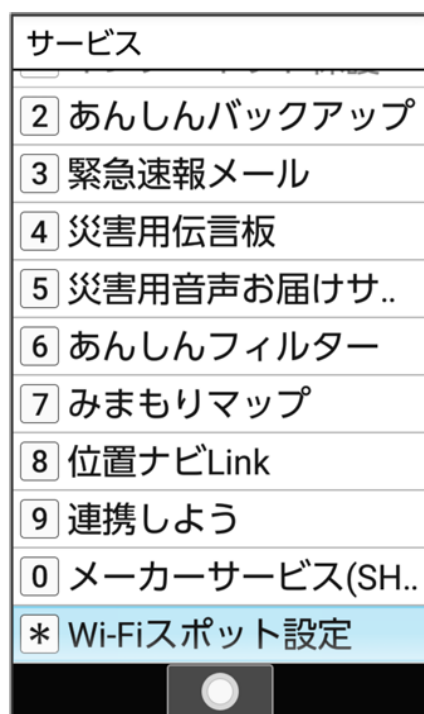 サービス
2 あんしんバックアップ
3 緊急速報メール
4 災害用伝言板
5 災害用音声お届けサ..
6 あんしんフィルター
7 みまもりマップ
8 位置ナビLink
9 連携しよう
0 メーカーサービス(SH..
* Wi-Fiスポット設定